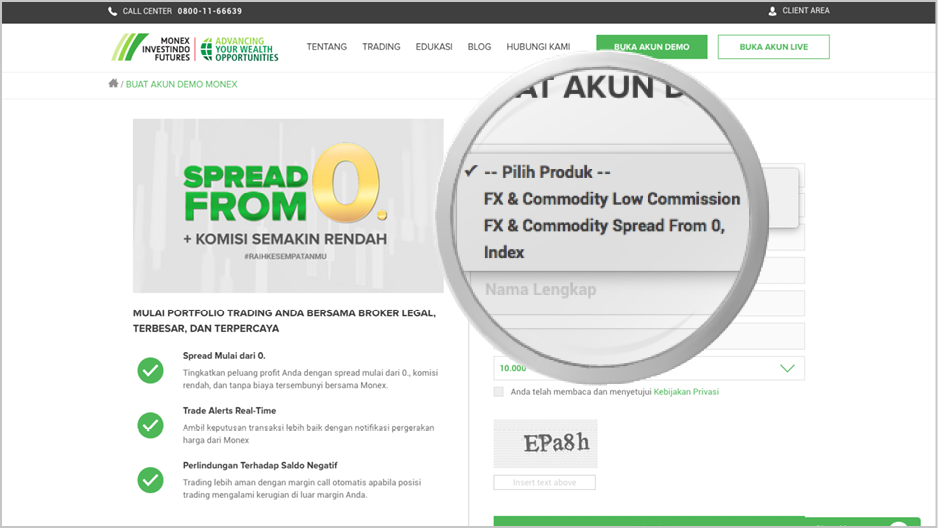 CALL CENTER 0800-11-66639
CLIENT AREA
MONEX
INVESTINDO
FUTURES
ADVANCING
YOUR WEALTH
OPPORTUNITIES
TENTANG TRADING EDUKASI BLOG HUBUNGI KAMI
BUKA AKUN DEMO
BUKA AKUN LIVE
/ BUAT AKUN DEMO MONEX
AKUN
SPREAD
FROM 0.
+ KOMISI SEMAKIN RENDAH
#RAIHKESEMPATANMU
-- Pilih Produk --
FX & Commodity Low Commission
FX & Commodity Spread From 0,
Index
Nama Lengkap
MULAI PORTFOLIO TRADING ANDA BERSAMA BROKER LEGAL,
TERBESAR, DAN TERPERCAYA
Spread Mulai dari 0.
Tingkatkan peluang profit Anda dengan spread mulai dari 0., komisi
rendah, dan tanpa biaya tersembunyi bersama Monex.
Trade Alerts Real-Time
Ambil keputusan transaksi lebih baik dengan notifikasi pergerakan
harga dari Monex
Perlindungan Terhadap Saldo Negatif
Trading lebih aman dengan margin call otomatis apabila posisi
trading mengalami kerugian di luar margin Anda.
10.000
Anda telah membaca dan menyetujui Kebijakan Privasi
EPa8h
Insert text above